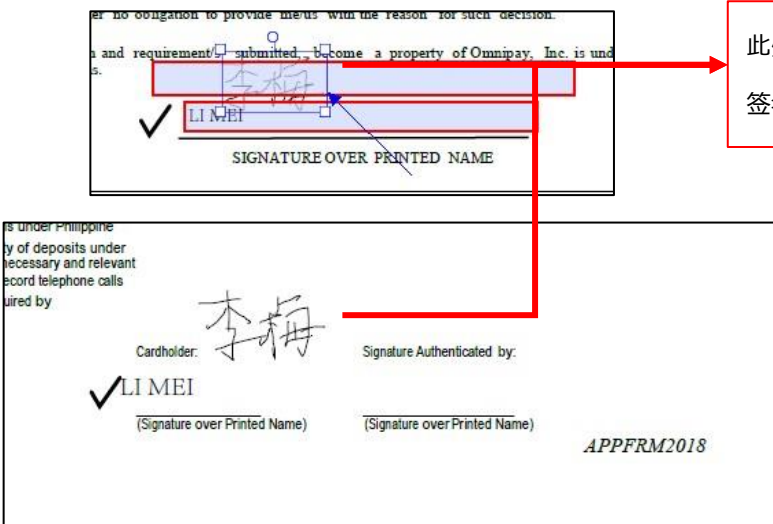 er no obligation to provide me/us with the reason for such decision.
and requirement/s submitted, become a property of Omnipay, Inc. is und
s.
李梅
LI MEI
SIGNATURE OVER PRINTED NAME
此
签
is under Philippine
ty of deposits under
necessary and relevant
ecord telephone calls
uired by
李梅
Cardholder:
Signature Authenticated by:
LI MEI
(Signature over Printed Name)
(Signature over Printed Name)
APPFRM2018